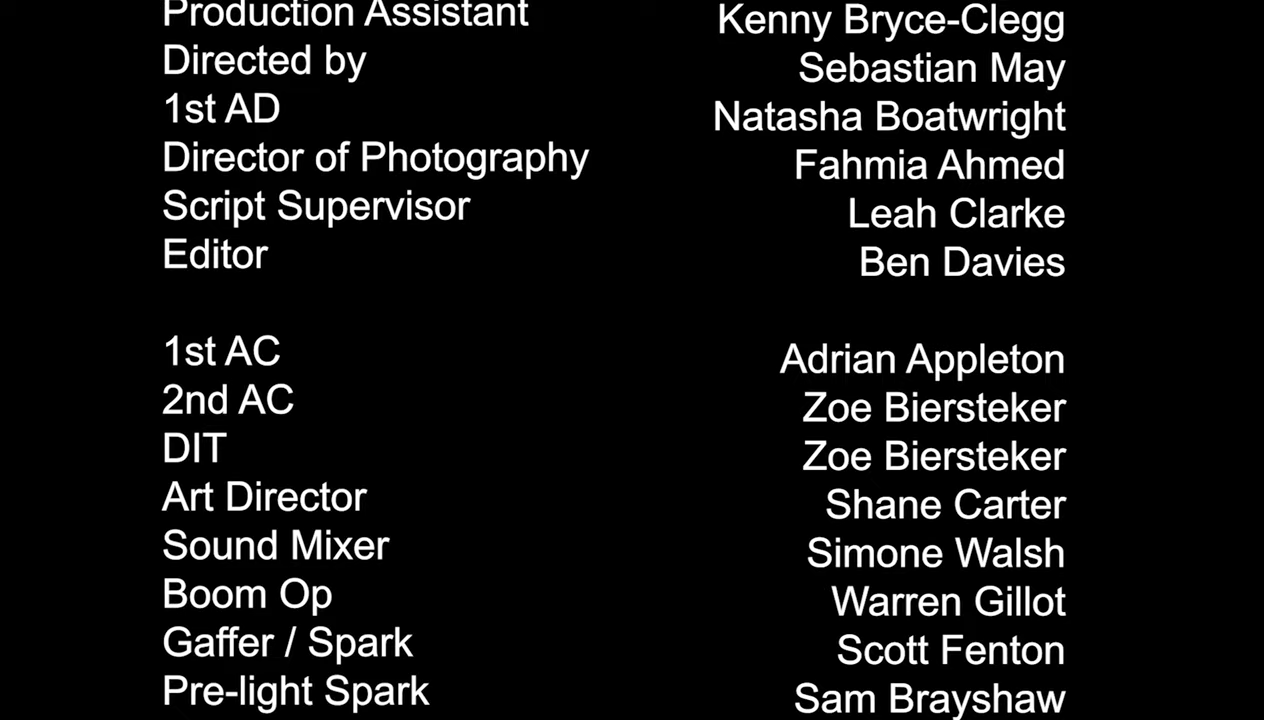 Production Assistant Kenny Bryce-Clegg
Directed by Sebastian May
1st AD Natasha Boatwright
Director of Photography Fahmia Ahmed
Script Supervisor Leah Clarke
Editor Ben Davies
1st AC Adrian Appleton
2nd AC Zoe Biersteker
DIT Zoe Biersteker
Art Director Shane Carter
Sound Mixer Simone Walsh
Boom Op Warren Gillot
Gaffer / Spark Scott Fenton
Pre-light Spark Sam Brayshaw